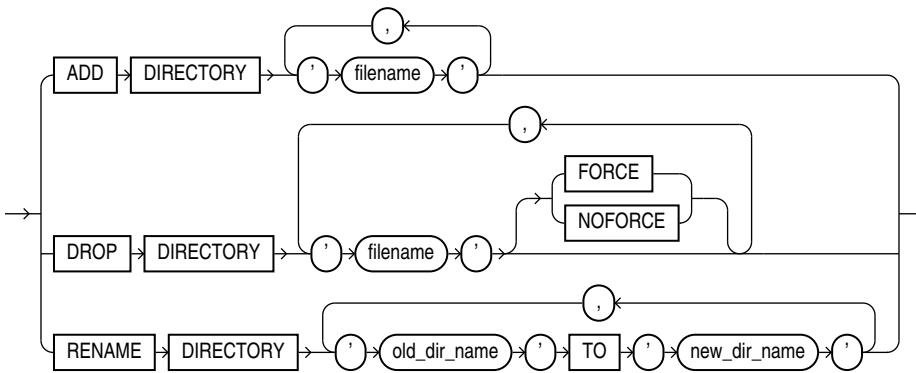 ,
ADD DIRECTORY ' filename '
,
FORCE
NOFORCE
DROP DIRECTORY ' filename '
,
RENAME DIRECTORY ' old_dir_name ' TO ' new_dir_name '